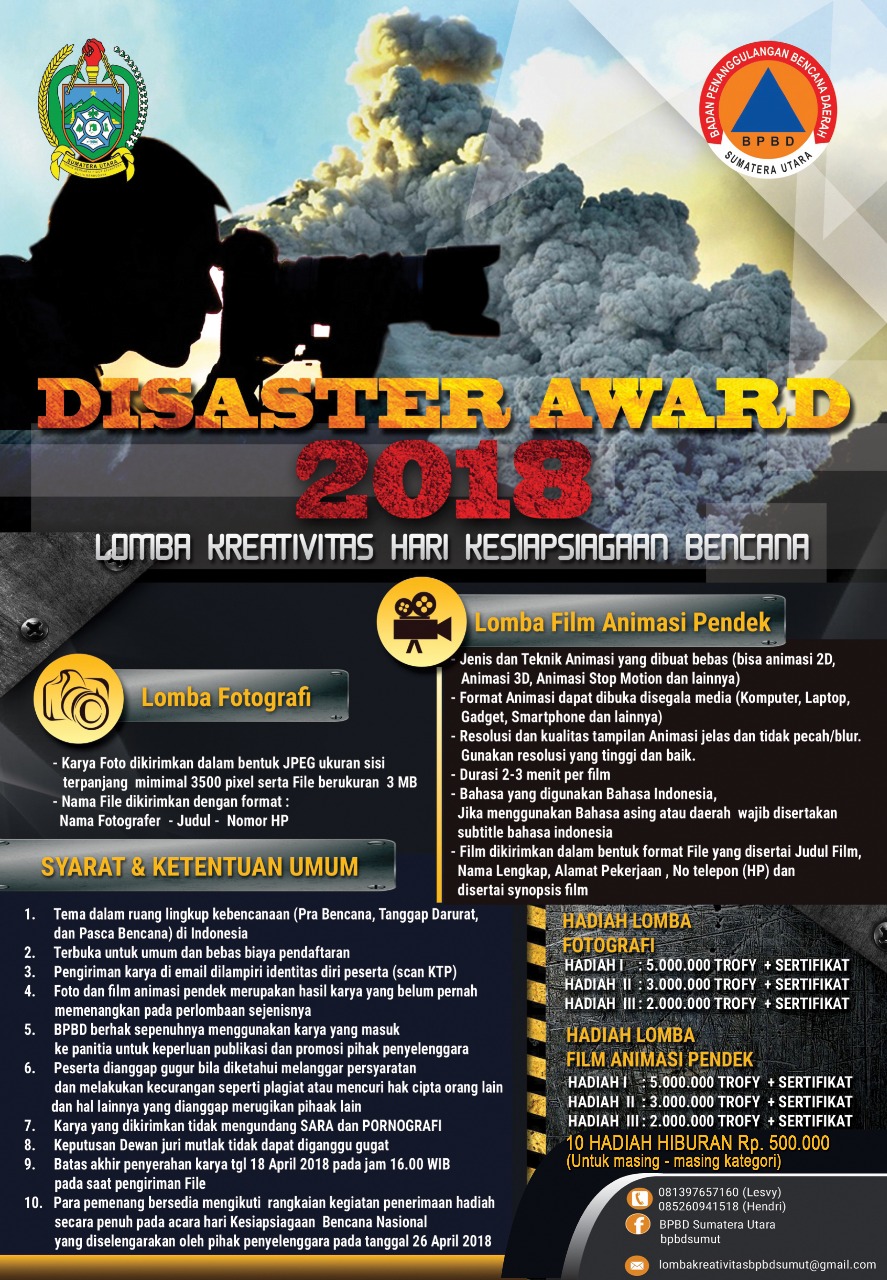 SUMATERA UTARA
BADAN PENANGGULANGAN BENCANA DAERAH
BPBD
SUMATERA UTARA
DISASTER AWARD
2018
LOMBA KREATIVITAS HARI KESIAPSIAGAAN BENCANA
Lomba Film Animasi Pendek
- Jenis dan Teknik Animasi yang dibuat bebas (bisa animasi 2D,
Animasi 3D, Animasi Stop Motion dan lainnya)
- Format Animasi dapat dibuka disegala media (Komputer, Laptop,
Gadget, Smartphone dan lainnya)
- Resolusi dan kualitas tampilan Animasi jelas dan tidak pecah/blur.
Gunakan resolusi yang tinggi dan baik.
- Durasi 2-3 menit per film
- Bahasa yang digunakan Bahasa Indonesia,
Jika menggunakan Bahasa asing atau daerah wajib disertakan
subtitle bahasa indonesia
- Film dikirimkan dalam bentuk format File yang disertai Judul Film,
Nama Lengkap, Alamat Pekerjaan , No telepon (HP) dan
disertai synopsis film
Lomba Fotografi
- Karya Foto dikirimkan dalam bentuk JPEG ukuran sisi
terpanjang mimimal 3500 pixel serta File berukuran 3 MB
- Nama File dikirimkan dengan format :
Nama Fotografer - Judul - Nomor HP
SYARAT & KETENTUAN UMUM
1. Tema dalam ruang lingkup kebencanaan (Pra Bencana, Tanggap Darurat,
dan Pasca Bencana) di Indonesia
2. Terbuka untuk umum dan bebas biaya pendaftaran
3. Pengiriman karya di email dilampiri identitas diri peserta (scan KTP)
4. Foto dan film animasi pendek merupakan hasil karya yang belum pernah
memenangkan pada perlombaan sejenisnya
5. BPBD berhak sepenuhnya menggunakan karya yang masuk
ke panitia untuk keperluan publikasi dan promosi pihak penyelenggara
6. Peserta dianggap gugur bila diketahui melanggar persyaratan
dan melakukan kecurangan seperti plagiat atau mencuri hak cipta orang lain
dan hal lainnya yang dianggap merugikan pihaak lain
7. Karya yang dikirimkan tidak mengundang SARA dan PORNOGRAFI
8. Keputusan Dewan juri mutlak tidak dapat diganggu gugat
9. Batas akhir penyerahan karya tgl 18 April 2018 pada jam 16.00 WIB
pada saat pengiriman File
10. Para pemenang bersedia mengikuti rangkaian kegiatan penerimaan hadiah
secara penuh pada acara hari Kesiapsiagaan Bencana Nasional
yang diselengarakan oleh pihak penyelenggara pada tanggal 26 April 2018
HADIAH LOMBA
FOTOGRAFI
HADIAH I : 5.000.000 TROFY + SERTIFIKAT
HADIAH II : 3.000.000 TROFY + SERTIFIKAT
HADIAH III : 2.000.000 TROFY + SERTIFIKAT
HADIAH LOMBA
FILM ANIMASI PENDEK
HADIAH I : 5.000.000 TROFY + SERTIFIKAT
HADIAH II : 3.000.000 TROFY + SERTIFIKAT
HADIAH III : 2.000.000 TROFY + SERTIFIKAT
10 HADIAH HIBURAN Rp. 500.000
(Untuk masing - masing kategori)
081397657160 (Lesvy)
085260941518 (Hendri)
BPBD Sumatera Utara
bpbdsumut
lombakreativitasbpbdsumut@gmail.com